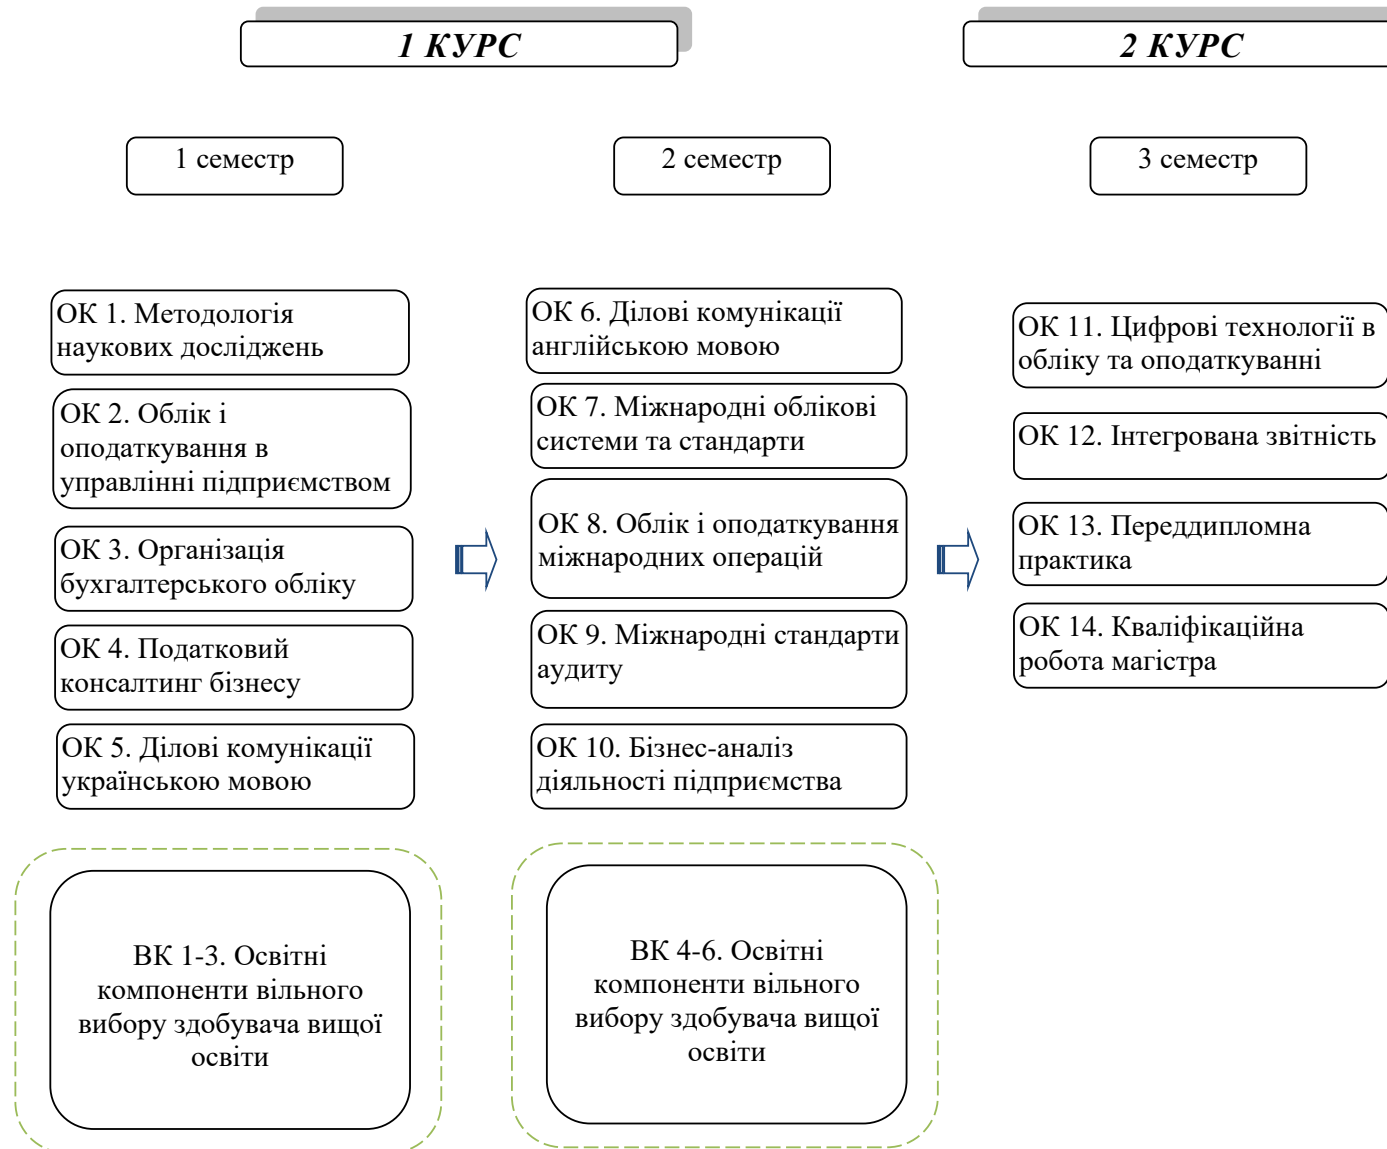 1 КУРС
2 КУРС
1 семестр
2 семестр
3 семестр
ОК 1. Методологія
наукових досліджень
ОК 2. Облік і
оподаткування в
управлінні підприємством
ОК 3. Організація
бухгалтерського обліку
ОК 4. Податковий
консалтинг бізнесу
ОК 5. Ділові комунікації
українською мовою
ВК 1-3. Освітні
компоненти вільного
вибору здобувача вищої
освіти
ОК 6. Ділові комунікації
англійською мовою
ОК 7. Міжнародні облікові
системи та стандарти
ОК 8. Облік і оподаткування
міжнародних операцій
ОК 9. Міжнародні стандарти
аудиту
ОК 10. Бізнес-аналіз
діяльності підприємства
ВК 4-6. Освітні
компоненти вільного
вибору здобувача вищої
освіти
ОК 11. Цифрові технології в
обліку та оподаткуванні
ОК 12. Інтегрована звітність
ОК 13. Переддипломна
практика
ОК 14. Кваліфікаційна
робота магістра